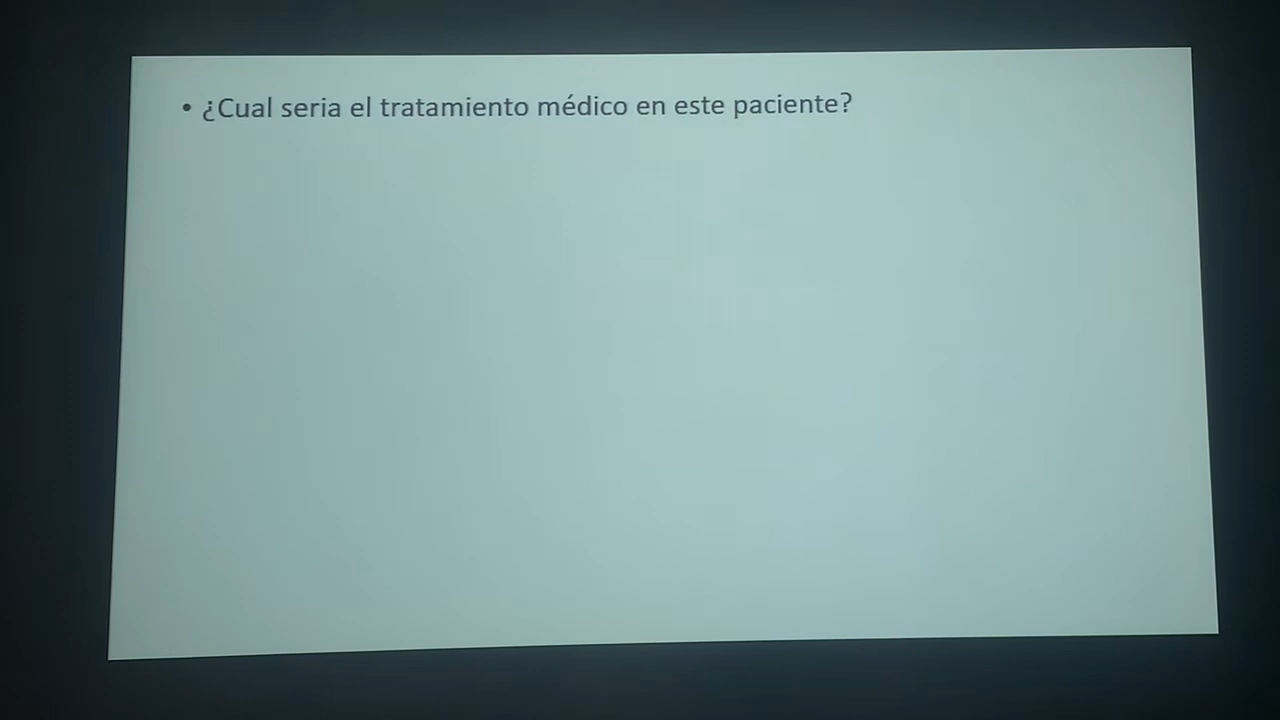 • ¿Cual seria el tratamiento médico en este paciente?